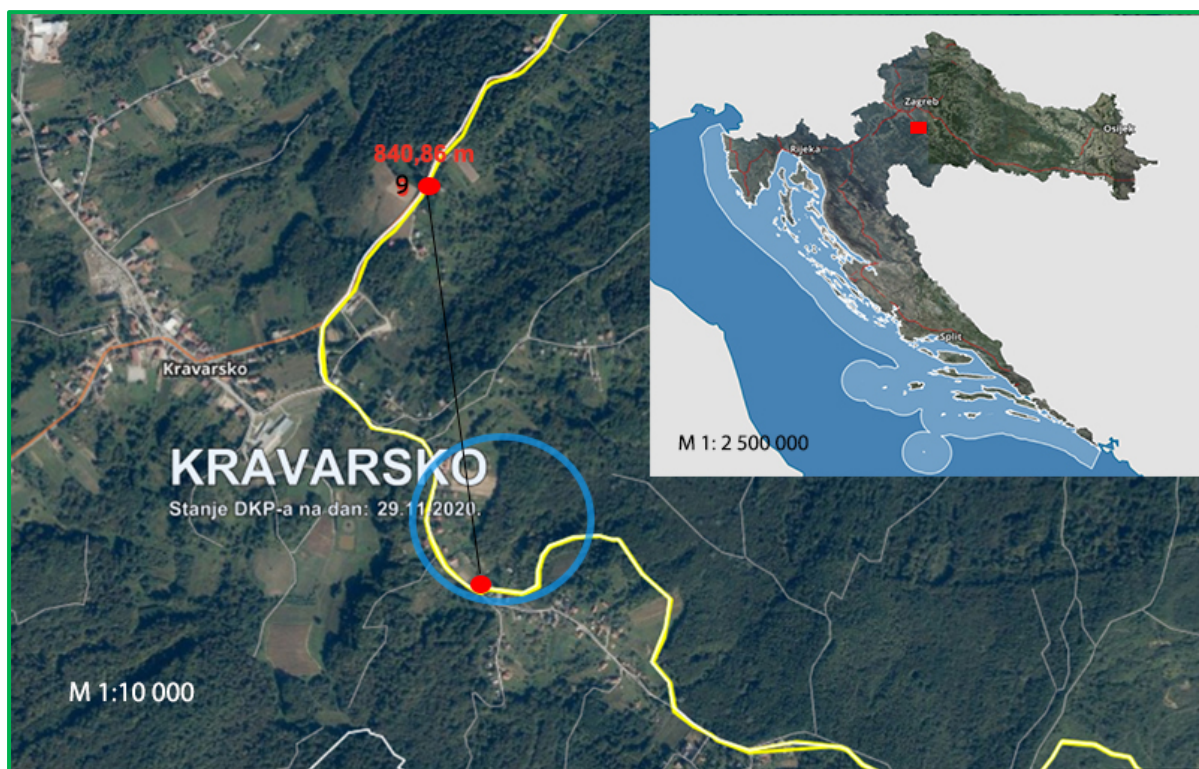 840,86 m
9
Kravarsko
KRAVARSKO
Stanje DKP-a na dan: 29.11.2020.
M 1:10 000
Zagreb
Osijek
Rijeka
Split
M 1: 2 500 000